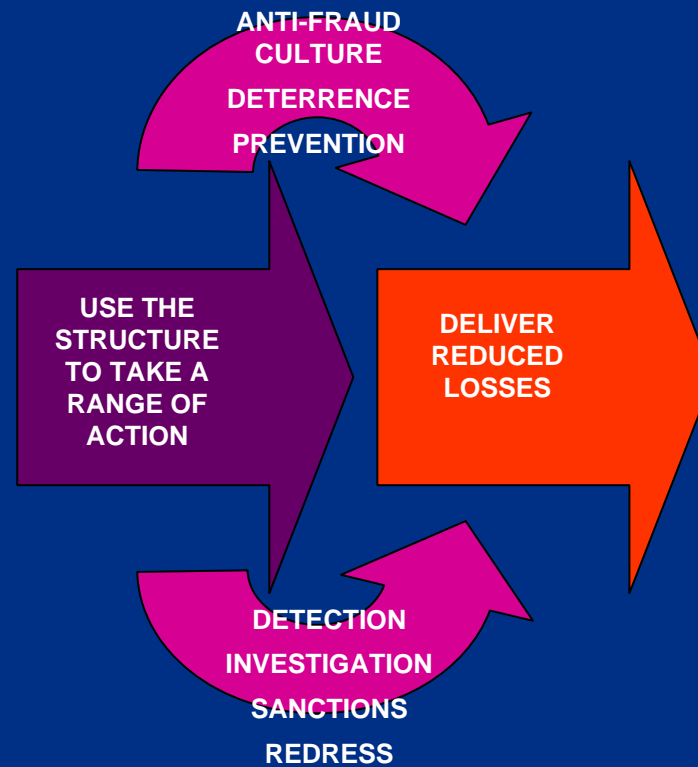 ANTI-FRAUD
CULTURE
DETERRENCE
PREVENTION
USE THE
STRUCTURE
TO TAKE A
RANGE OF
ACTION
DELIVER
REDUCED
LOSSES
DETECTION
INVESTIGATION
SANCTIONS
REDRESS